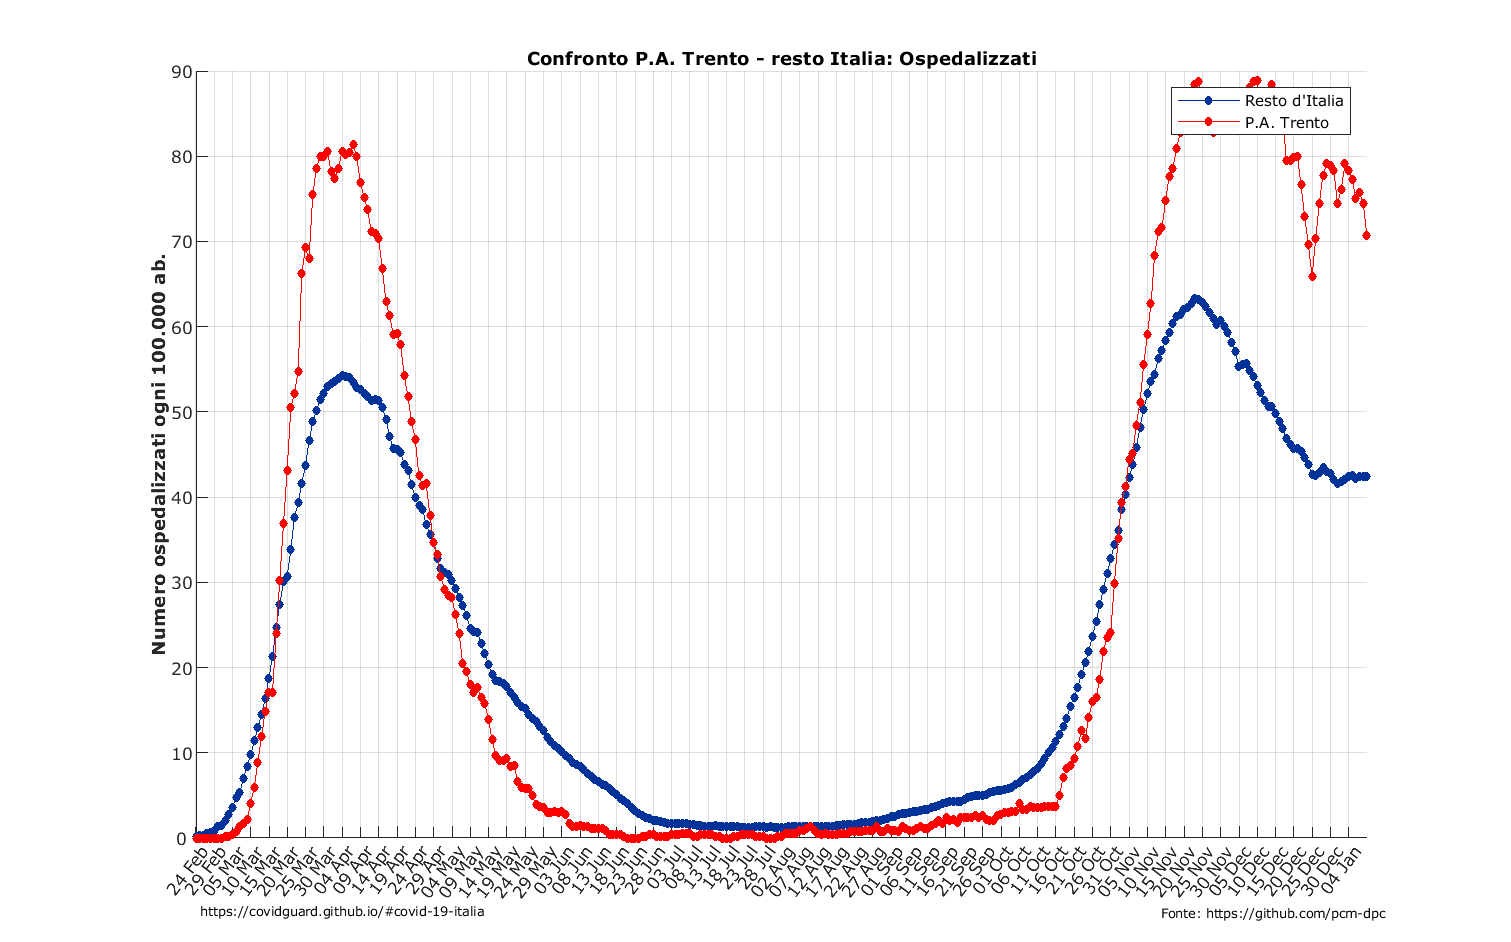 Confronto P.A. Trento - resto Italia: Ospedalizzati
Numero ospedalizzati ogni 100.000 ab.
90
80
70
60
50
40
30
20
10
0
Resto d'Italia
P.A. Trento
24 Feb
29 Feb
05 Mar
10 Mar
15 Mar
20 Mar
25 Mar
30 Mar
04 Apr
09 Apr
14 Apr
19 Apr
24 Apr
29 Apr
04 May
09 May
14 May
19 May
24 May
29 May
03 Jun
08 Jun
13 Jun
18 Jun
23 Jun
28 Jun
03 Jul
08 Jul
13 Jul
18 Jul
23 Jul
28 Jul
02 Aug
07 Aug
12 Aug
17 Aug
22 Aug
27 Aug
01 Sep
06 Sep
11 Sep
16 Sep
21 Sep
26 Sep
01 Oct
06 Oct
11 Oct
16 Oct
21 Oct
26 Oct
31 Oct
05 Nov
10 Nov
15 Nov
20 Nov
25 Nov
30 Nov
05 Dec
10 Dec
15 Dec
20 Dec
25 Dec
30 Dec
04 Jan
https://covidguard.github.io/#covid-19-italia
Fonte: https://github.com/pcm-dpc